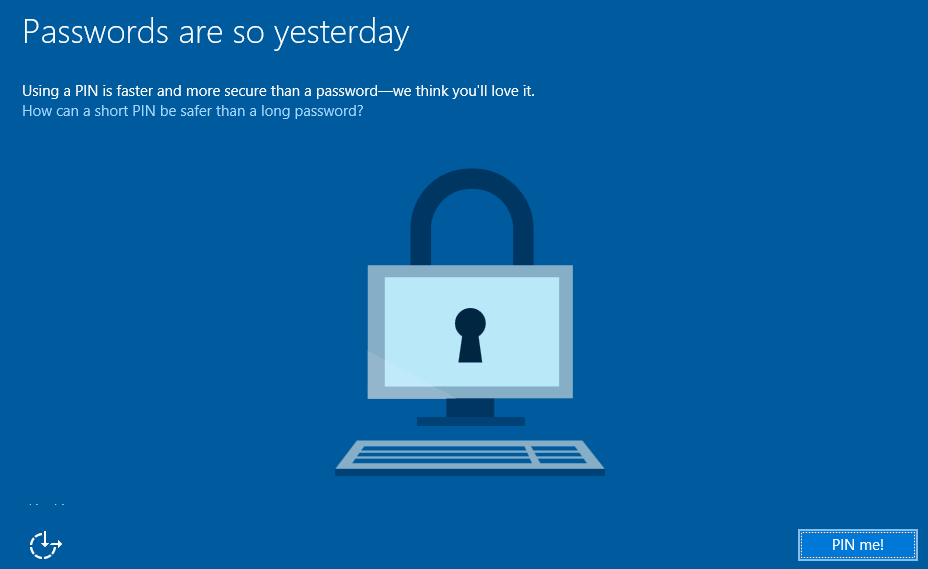 Passwords are so yesterday
Using a PIN is faster and more secure than a password—we think you'll love it.
How can a short PIN be safer than a long password?
PIN me!